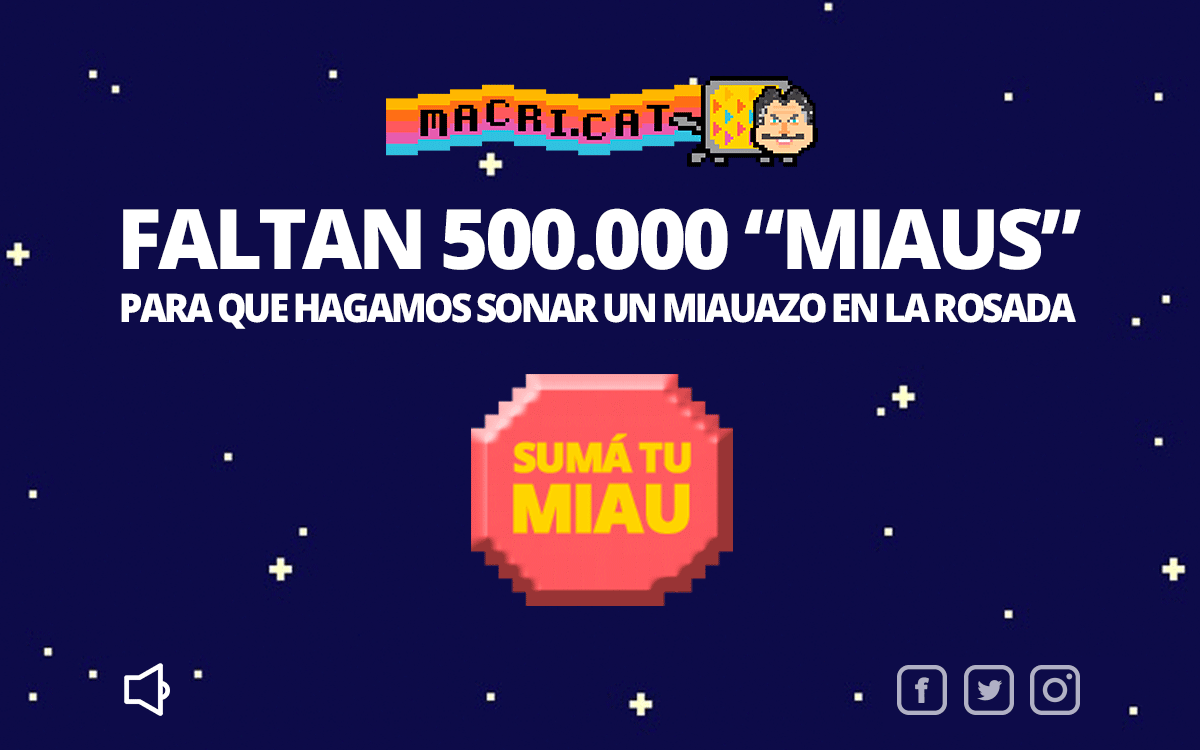 MACRI.CAT
FALTAN 500.000 “MIAUS”
PARA QUE HAGAMOS SONAR UN MIAUAZO EN LA ROSADA
SUMÁ TU
MIAU